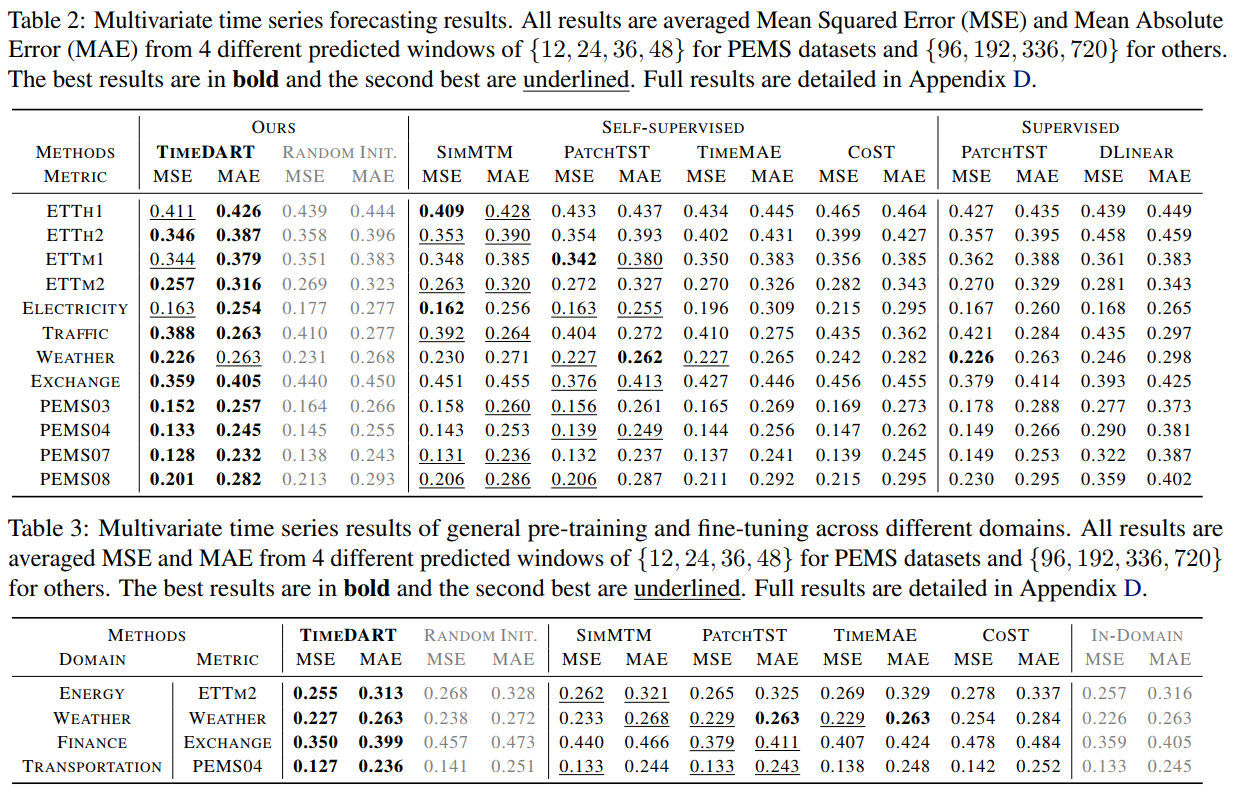 Table 2: Multivariate time series forecasting results. All results are averaged Mean Squared Error (MSE) and Mean Absolute
Error (MAE) from 4 different predicted windows of {12, 24, 36, 48} for PEMS datasets and {96, 192, 336, 720} for others.
The best results are in bold and the second best are underlined. Full results are detailed in Appendix D.
OURS SELF-SUPERVISED SUPERVISED
METHODS TIMEDART RANDOM INIT. SIMMTM PATCHTST TIMEMAE COST PATCHTST DLINEAR
METRIC MSE MAE MSE MAE MSE MAE MSE MAE MSE MAE MSE MAE MSE MAE MSE MAE
ETTH1 0.411 0.426 0.439 0.444 0.409 0.428 0.433 0.437 0.434 0.445 0.465 0.464 0.427 0.435 0.439 0.449
ETTH2 0.346 0.387 0.358 0.396 0.353 0.390 0.354 0.393 0.402 0.431 0.399 0.427 0.357 0.395 0.458 0.459
ETTM1 0.344 0.379 0.351 0.383 0.348 0.385 0.342 0.380 0.350 0.383 0.356 0.385 0.362 0.388 0.361 0.383
ETTM2 0.257 0.316 0.269 0.323 0.263 0.320 0.272 0.327 0.270 0.326 0.282 0.343 0.270 0.329 0.281 0.343
ELECTRICITY 0.163 0.254 0.177 0.277 0.162 0.256 0.163 0.255 0.196 0.309 0.215 0.295 0.167 0.260 0.168 0.265
TRAFFIC 0.388 0.263 0.410 0.277 0.392 0.264 0.404 0.272 0.410 0.275 0.435 0.362 0.421 0.284 0.435 0.297
WEATHER 0.226 0.263 0.231 0.268 0.230 0.271 0.227 0.262 0.227 0.265 0.242 0.282 0.226 0.263 0.246 0.298
EXCHANGE 0.359 0.405 0.440 0.450 0.451 0.455 0.376 0.413 0.427 0.446 0.456 0.455 0.379 0.414 0.393 0.425
PEMS03 0.152 0.257 0.164 0.266 0.158 0.260 0.156 0.261 0.165 0.269 0.169 0.273 0.178 0.288 0.277 0.373
PEMS04 0.133 0.245 0.145 0.255 0.143 0.253 0.139 0.249 0.144 0.256 0.147 0.262 0.149 0.266 0.290 0.381
PEMS07 0.128 0.232 0.138 0.243 0.131 0.236 0.132 0.237 0.137 0.241 0.139 0.245 0.149 0.253 0.322 0.387
PEMS08 0.201 0.282 0.213 0.293 0.206 0.286 0.206 0.287 0.211 0.292 0.215 0.295 0.230 0.295 0.359 0.402
Table 3: Multivariate time series results of general pre-training and fine-tuning across different domains. All results are
averaged MSE and MAE from 4 different predicted windows of {12, 24, 36, 48} for PEMS datasets and {96, 192, 336, 720}
for others. The best results are in bold and the second best are underlined. Full results are detailed in Appendix D.
METHODS TIMEDART RANDOM INIT. SIMMTM PATCHTST TIMEMAE COST IN-DOMAIN
DOMAIN METRIC MSE MAE MSE MAE MSE MAE MSE MAE MSE MAE MSE MAE MSE MAE
ENERGY ETTM2 0.255 0.313 0.268 0.328 0.262 0.321 0.265 0.325 0.269 0.329 0.278 0.337 0.257 0.316
WEATHER WEATHER 0.227 0.263 0.238 0.272 0.233 0.268 0.229 0.263 0.229 0.263 0.254 0.284 0.226 0.263
FINANCE EXCHANGE 0.350 0.399 0.457 0.473 0.440 0.466 0.379 0.411 0.407 0.424 0.478 0.484 0.359 0.405
TRANSPORTATION PEMS04 0.127 0.236 0.141 0.251 0.133 0.244 0.133 0.243 0.138 0.248 0.142 0.252 0.133 0.245